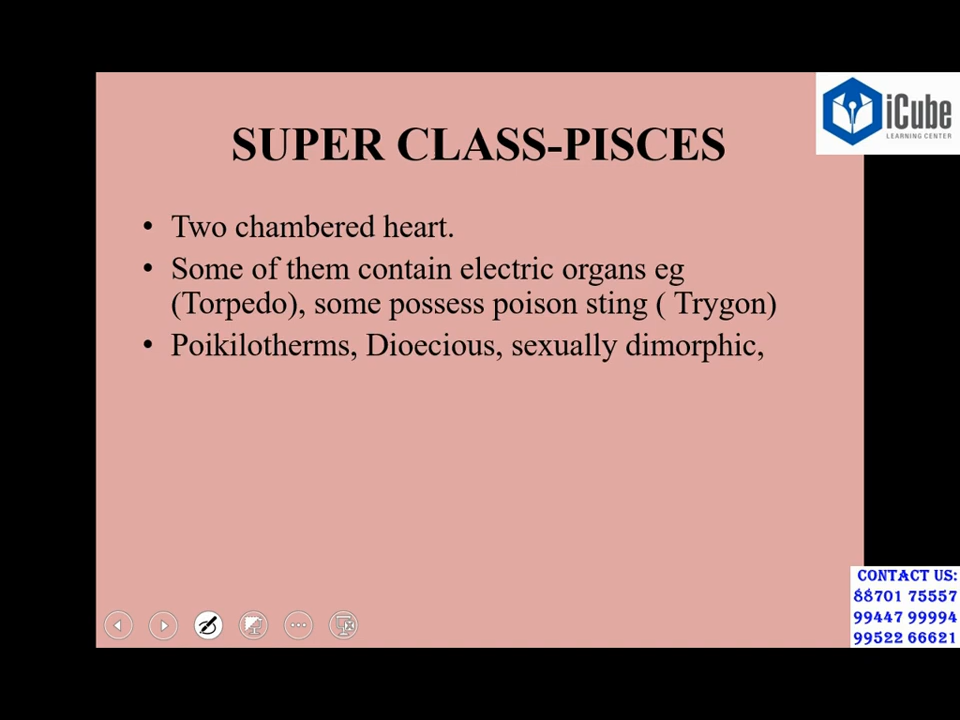 iCube
LEARNING CENTER
SUPER CLASS-PISCES
• Two chambered heart.
• Some of them contain electric organs eg
(Torpedo), some possess poison sting ( Trygon)
• Poikilotherms, Dioecious, sexually dimorphic,
CONTACT US:
88701 75557
99447 99994
99522 66621